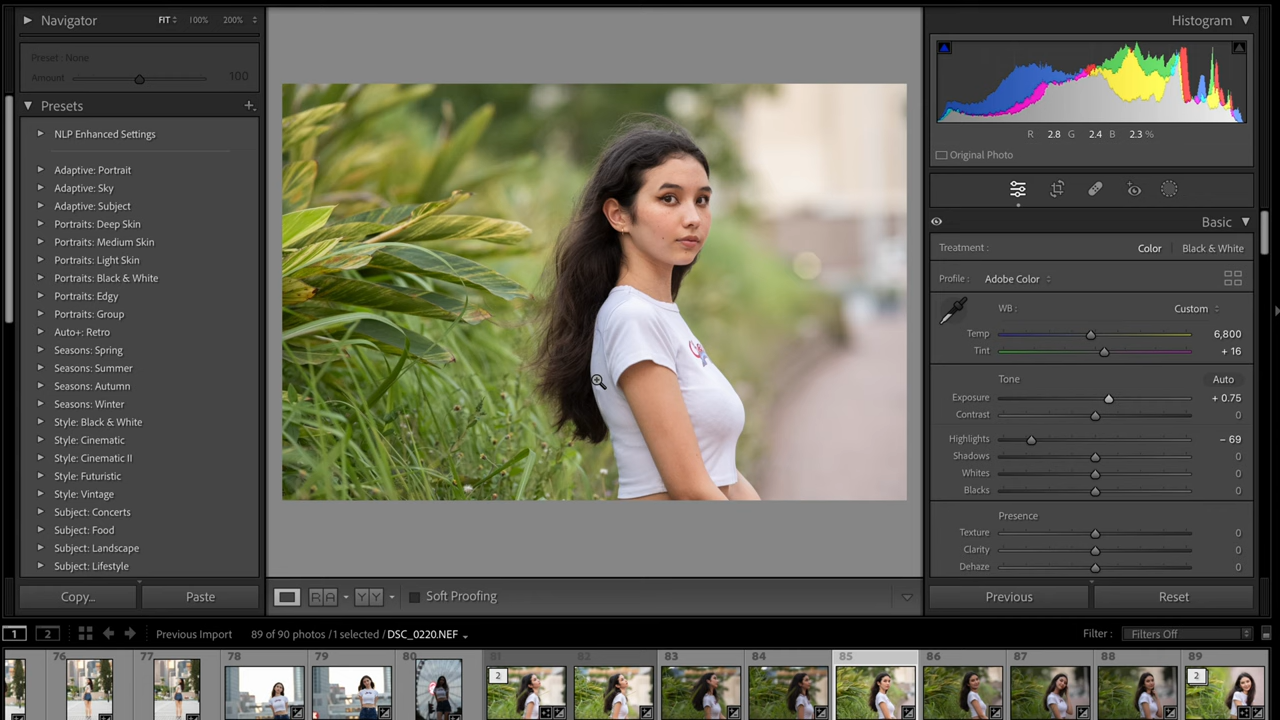 Navigator FIT 100% 200%
Preset : None
Amount 100
Presets
NLP Enhanced Settings
Adaptive: Portrait
Adaptive: Sky
Adaptive: Subject
Portraits: Deep Skin
Portraits: Medium Skin
Portraits: Light Skin
Portraits: Black & White
Portraits: Edgy
Portraits: Group
Auto+: Retro
Seasons: Spring
Seasons: Summer
Seasons: Autumn
Seasons: Winter
Style: Black & White
Style: Cinematic
Style: Cinematic II
Style: Futuristic
Style: Vintage
Subject: Concerts
Subject: Food
Subject: Landscape
Subject: Lifestyle
Copy... Paste
R A Y Y Soft Proofing
Histogram
R 2.8 G 2.4 B 2.3 %
Original Photo
Basic
Treatment : Color Black & White
Profile : Adobe Color
WB : Custom
Temp 6,800
Tint + 16
Tone Auto
Exposure + 0.75
Contrast 0
Highlights – 69
Shadows 0
Whites 0
Blacks 0
Presence
Texture 0
Clarity 0
Dehaze 0
Previous Reset
1 2 Previous Import 89 of 90 photos / 1 selected / DSC_0220.NEF Filter : Filters Off
76 77 78 79 80 81 82 83 84 85 86 87 88 89
2 2